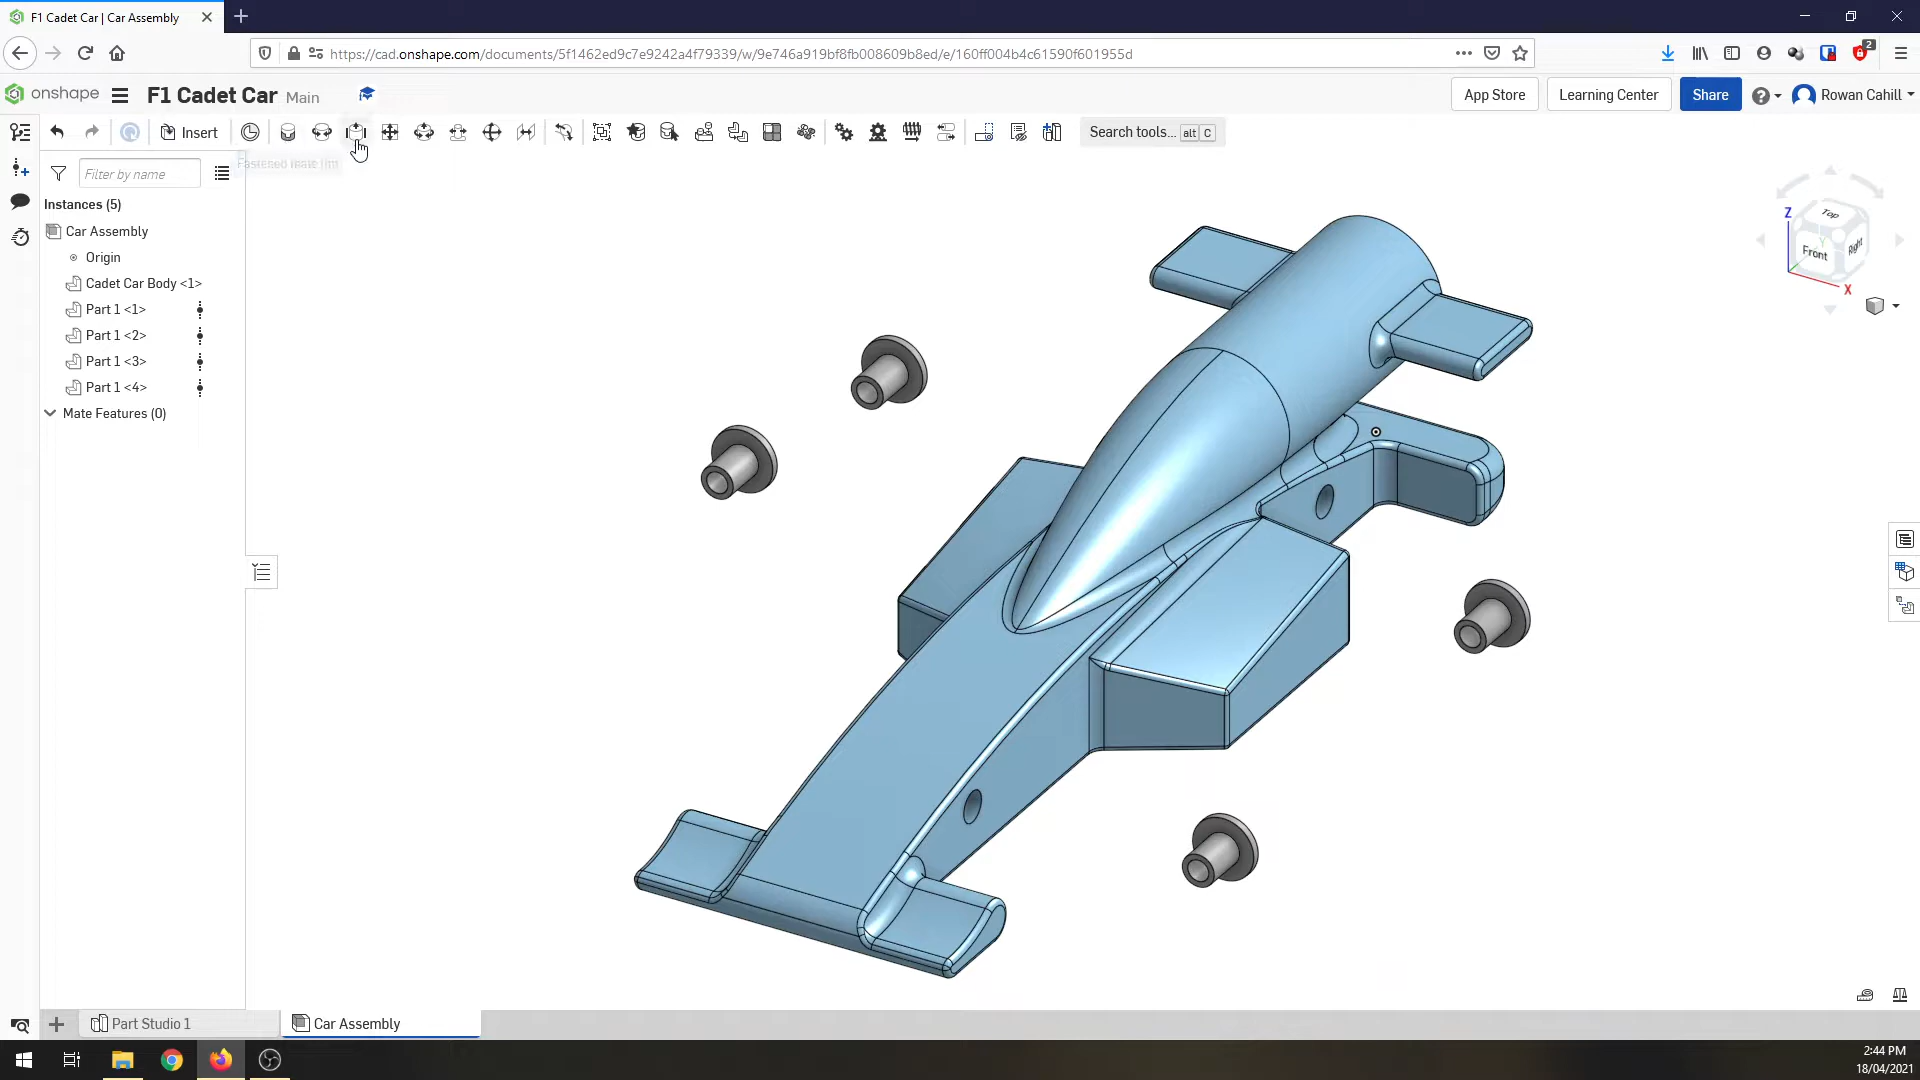 F1 Cadet Car | Car Assembly
https://cad.onshape.com/documents/5f1462ed9c7e9242a4f79339/w/9e746a919bf8fb008609b8ed/e/160ff004b4c61590f601955d
2
onshape
F1 Cadet Car Main
App Store
Learning Center
Share
Rowan Cahill
Insert
Search tools... alt C
Filter by name
Fastened mate (m)
Instances (5)
Car Assembly
Origin
Cadet Car Body <1>
Part 1 <1>
Part 1 <2>
Part 1 <3>
Part 1 <4>
Mate Features (0)
Top
Z
Y
Front
Right
X
Part Studio 1
Car Assembly
2:44 PM
18/04/2021